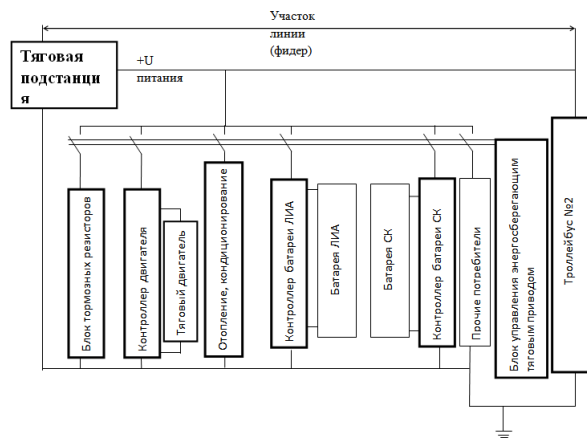 Участок
линии
(фидер)
Тяговая
подстанци
я
+U
питания
Блок тормозных резисторов
Контроллер двигателя
Тяговый двигатель
Отопление, кондиционирование
Контроллер батареи ЛИА
Батарея ЛИА
Батарея СК
Контроллер батареи СК
Прочие потребители
Блок управления энергосберегающим
тяговым приводом
Троллейбус №2